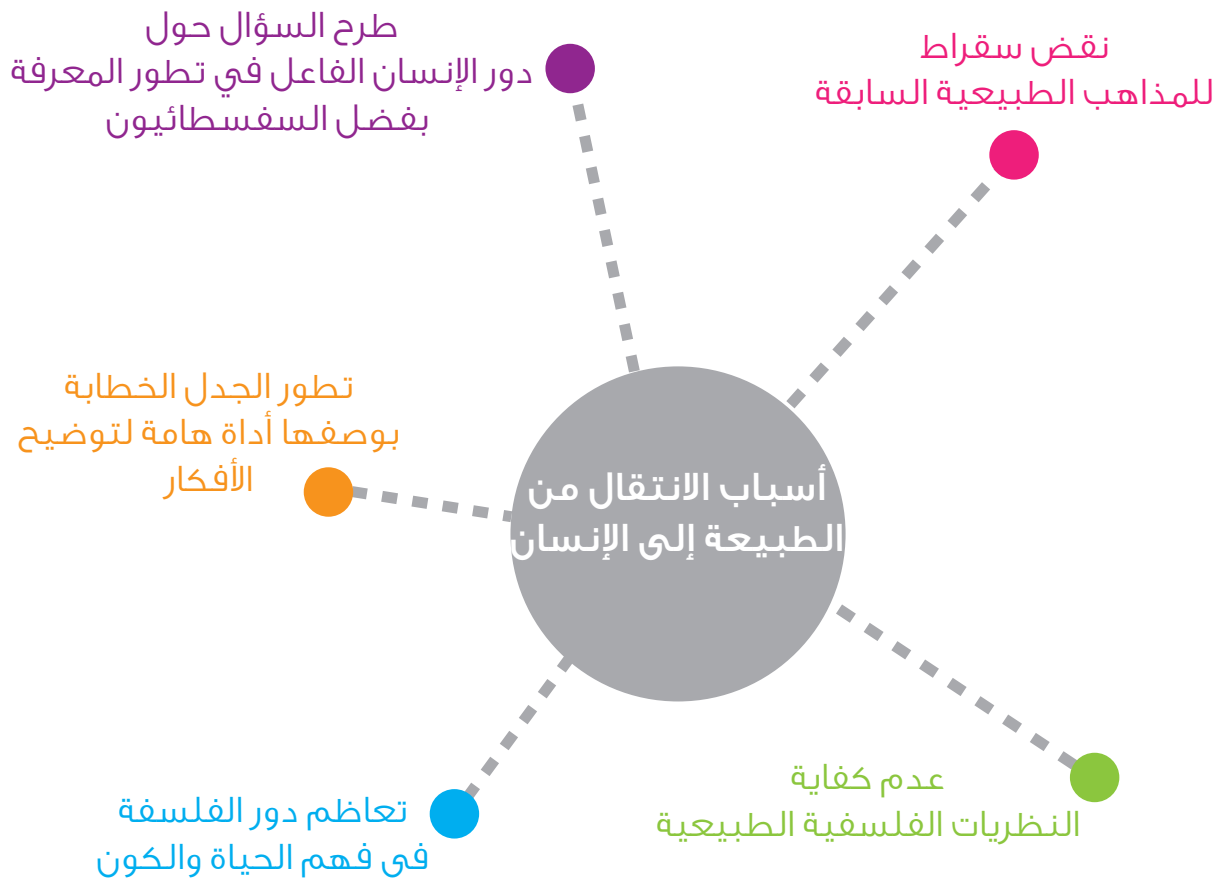 طرح السؤال حول
دور الإنسان الفاعل في تطور المعرفة
بفضل السفسطائيون
نقض سقراط
للمذاهب الطبيعية السابقة
تطور الجدل الخطابة
بوصفها أداة هامة لتوضيح
الأفكار
أسباب الانتقال من
الطبيعة إلى الإنسان
عدم كفاية
النظريات الفلسفية الطبيعية
تعاظم دور الفلسفة
في فهم الحياة والكون